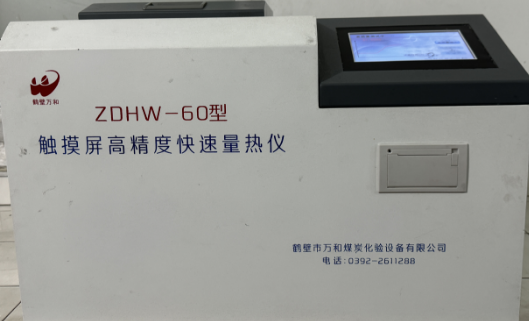 鹤壁万和
ZDHW-60型
触摸屏高精度快速量热仪
鹤壁市万和煤炭化验设备有限公司
电话:0392-2611288